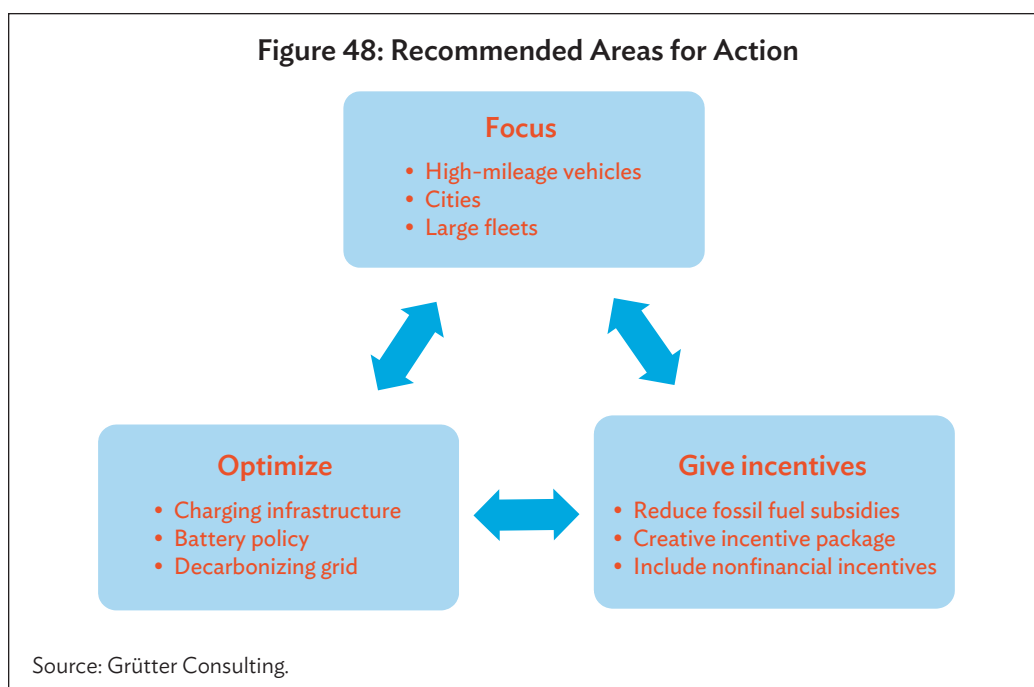 Figure 48: Recommended Areas for Action
Focus
• High-mileage vehicles
• Cities
• Large fleets
Optimize
• Charging infrastructure
• Battery policy
• Decarbonizing grid
Give incentives
• Reduce fossil fuel subsidies
• Creative incentive package
• Include nonfinancial incentives
Source: Grütter Consulting.